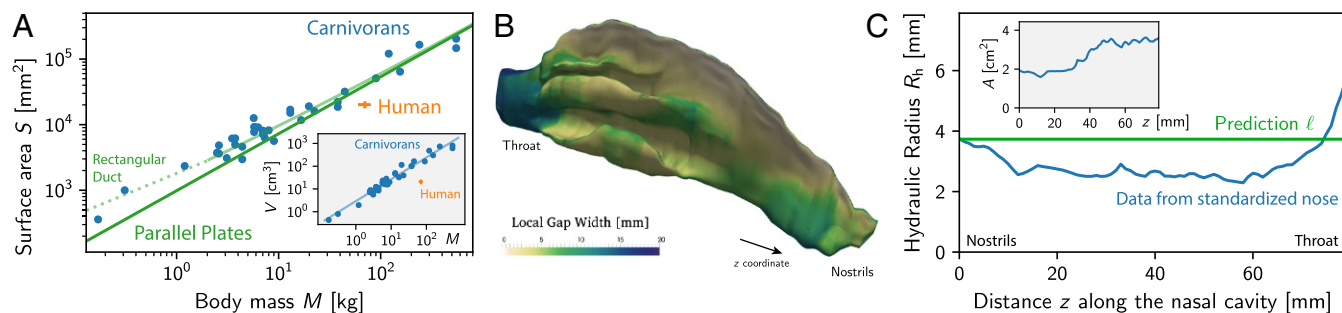 A
Surface area S [mm²]
10⁵
10⁴
10³
Carnivorans
Human
Rectangular
Duct
Parallel Plates
V [cm³]
10³
10²
10¹
10⁰
Carnivorans
Human
10⁰
10¹
10²
M
10⁰
10¹
10²
Body mass M [kg]
B
Throat
Local Gap Width [mm]
0
5
10
15
20
z coordinate
Nostrils
C
Hydraulic Radius Rₕ [mm]
6
4
2
0
A [cm²]
4
2
0
0
20
40
60
z [mm]
Prediction ℓ
Data from standardized nose
Nostrils
Throat
0
20
40
60
Distance z along the nasal cavity [mm]